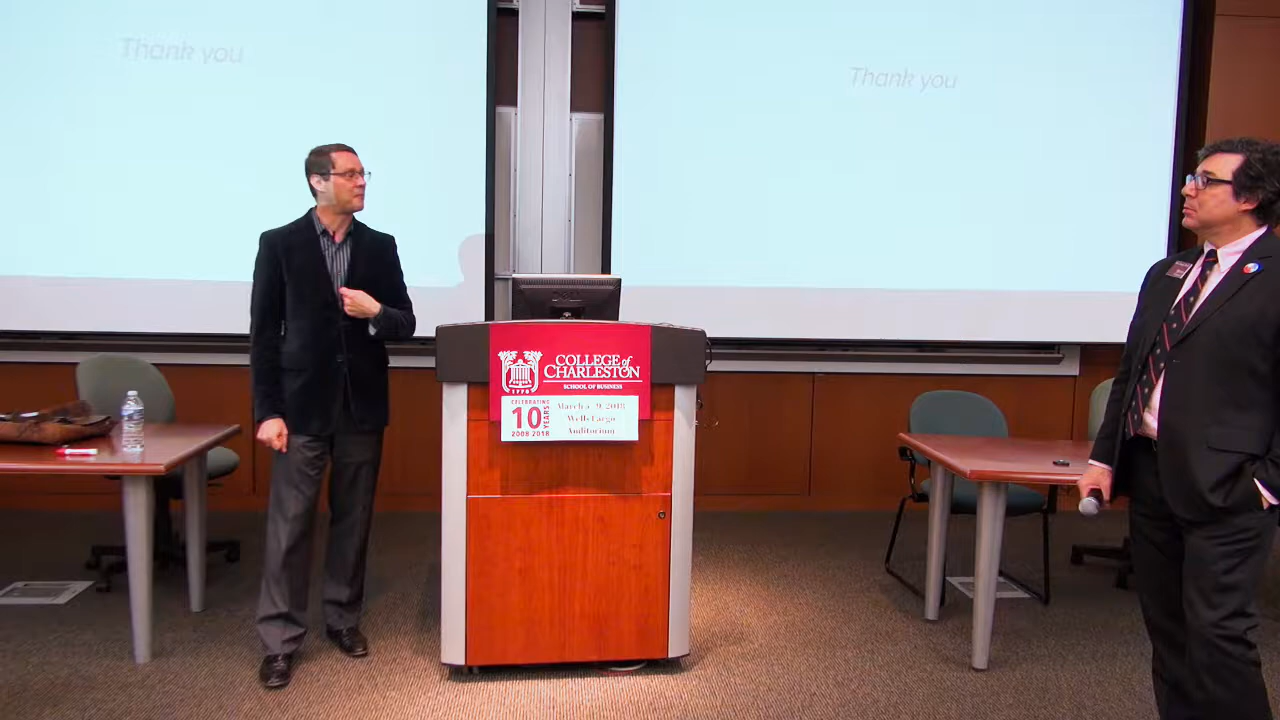 Thank you
Thank you
COLLEGE of
CHARLESTON
SCHOOL OF BUSINESS
1770
CELEBRATING
10 YEARS
2008 2018
March 5-9, 2018
Wells Fargo
Auditorium